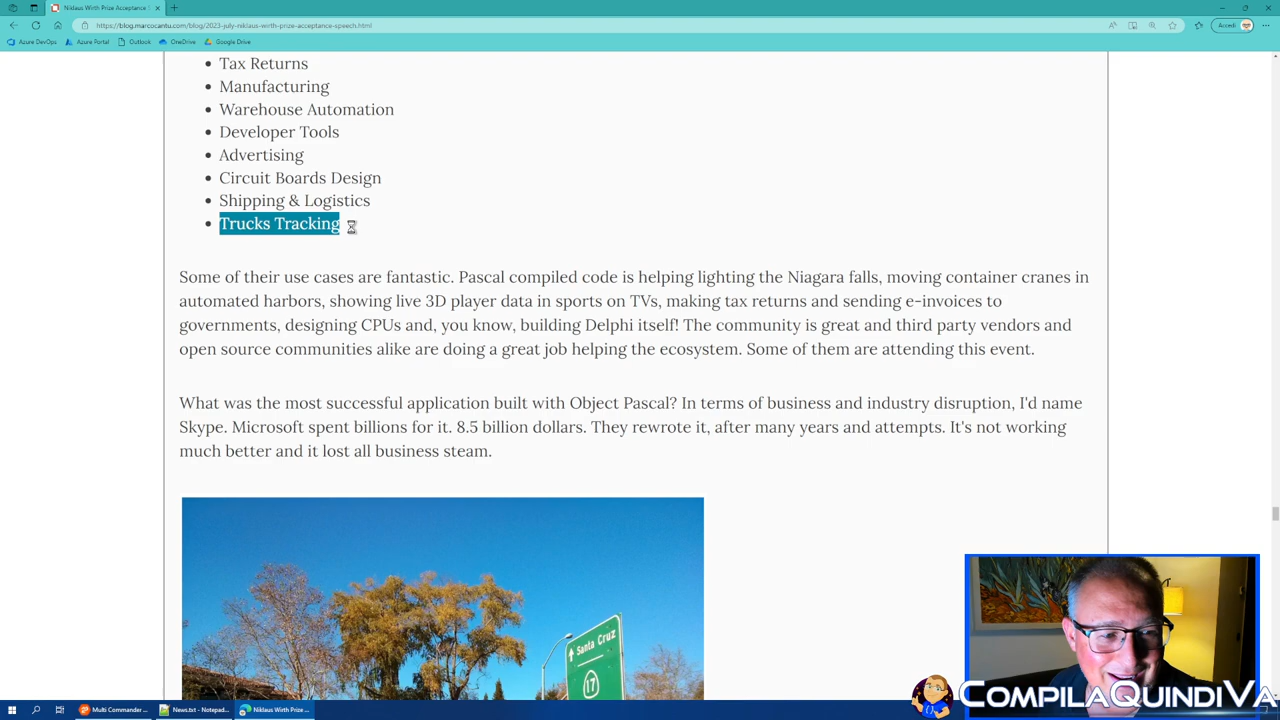 Niklaus Wirth Prize Acceptance S
https://blog.marcocantu.com/blog/2023-july-niklaus-wirth-prize-acceptance-speech.html
Accedi
Azure DevOps
Azure Portal
Outlook
OneDrive
Google Drive
Tax Returns
Manufacturing
Warehouse Automation
Developer Tools
Advertising
Circuit Boards Design
Shipping & Logistics
Trucks Tracking
Some of their use cases are fantastic. Pascal compiled code is helping lighting the Niagara falls, moving container cranes in
automated harbors, showing live 3D player data in sports on TVs, making tax returns and sending e-invoices to
governments, designing CPUs and, you know, building Delphi itself! The community is great and third party vendors and
open source communities alike are doing a great job helping the ecosystem. Some of them are attending this event.
What was the most successful application built with Object Pascal? In terms of business and industry disruption, I'd name
Skype. Microsoft spent billions for it. 8.5 billion dollars. They rewrote it, after many years and attempts. It's not working
much better and it lost all business steam.
Santa Cruz
17
CompilaQuindiVa
Multi Commander ...
News.txt - Notepad...
Niklaus Wirth Prize ...